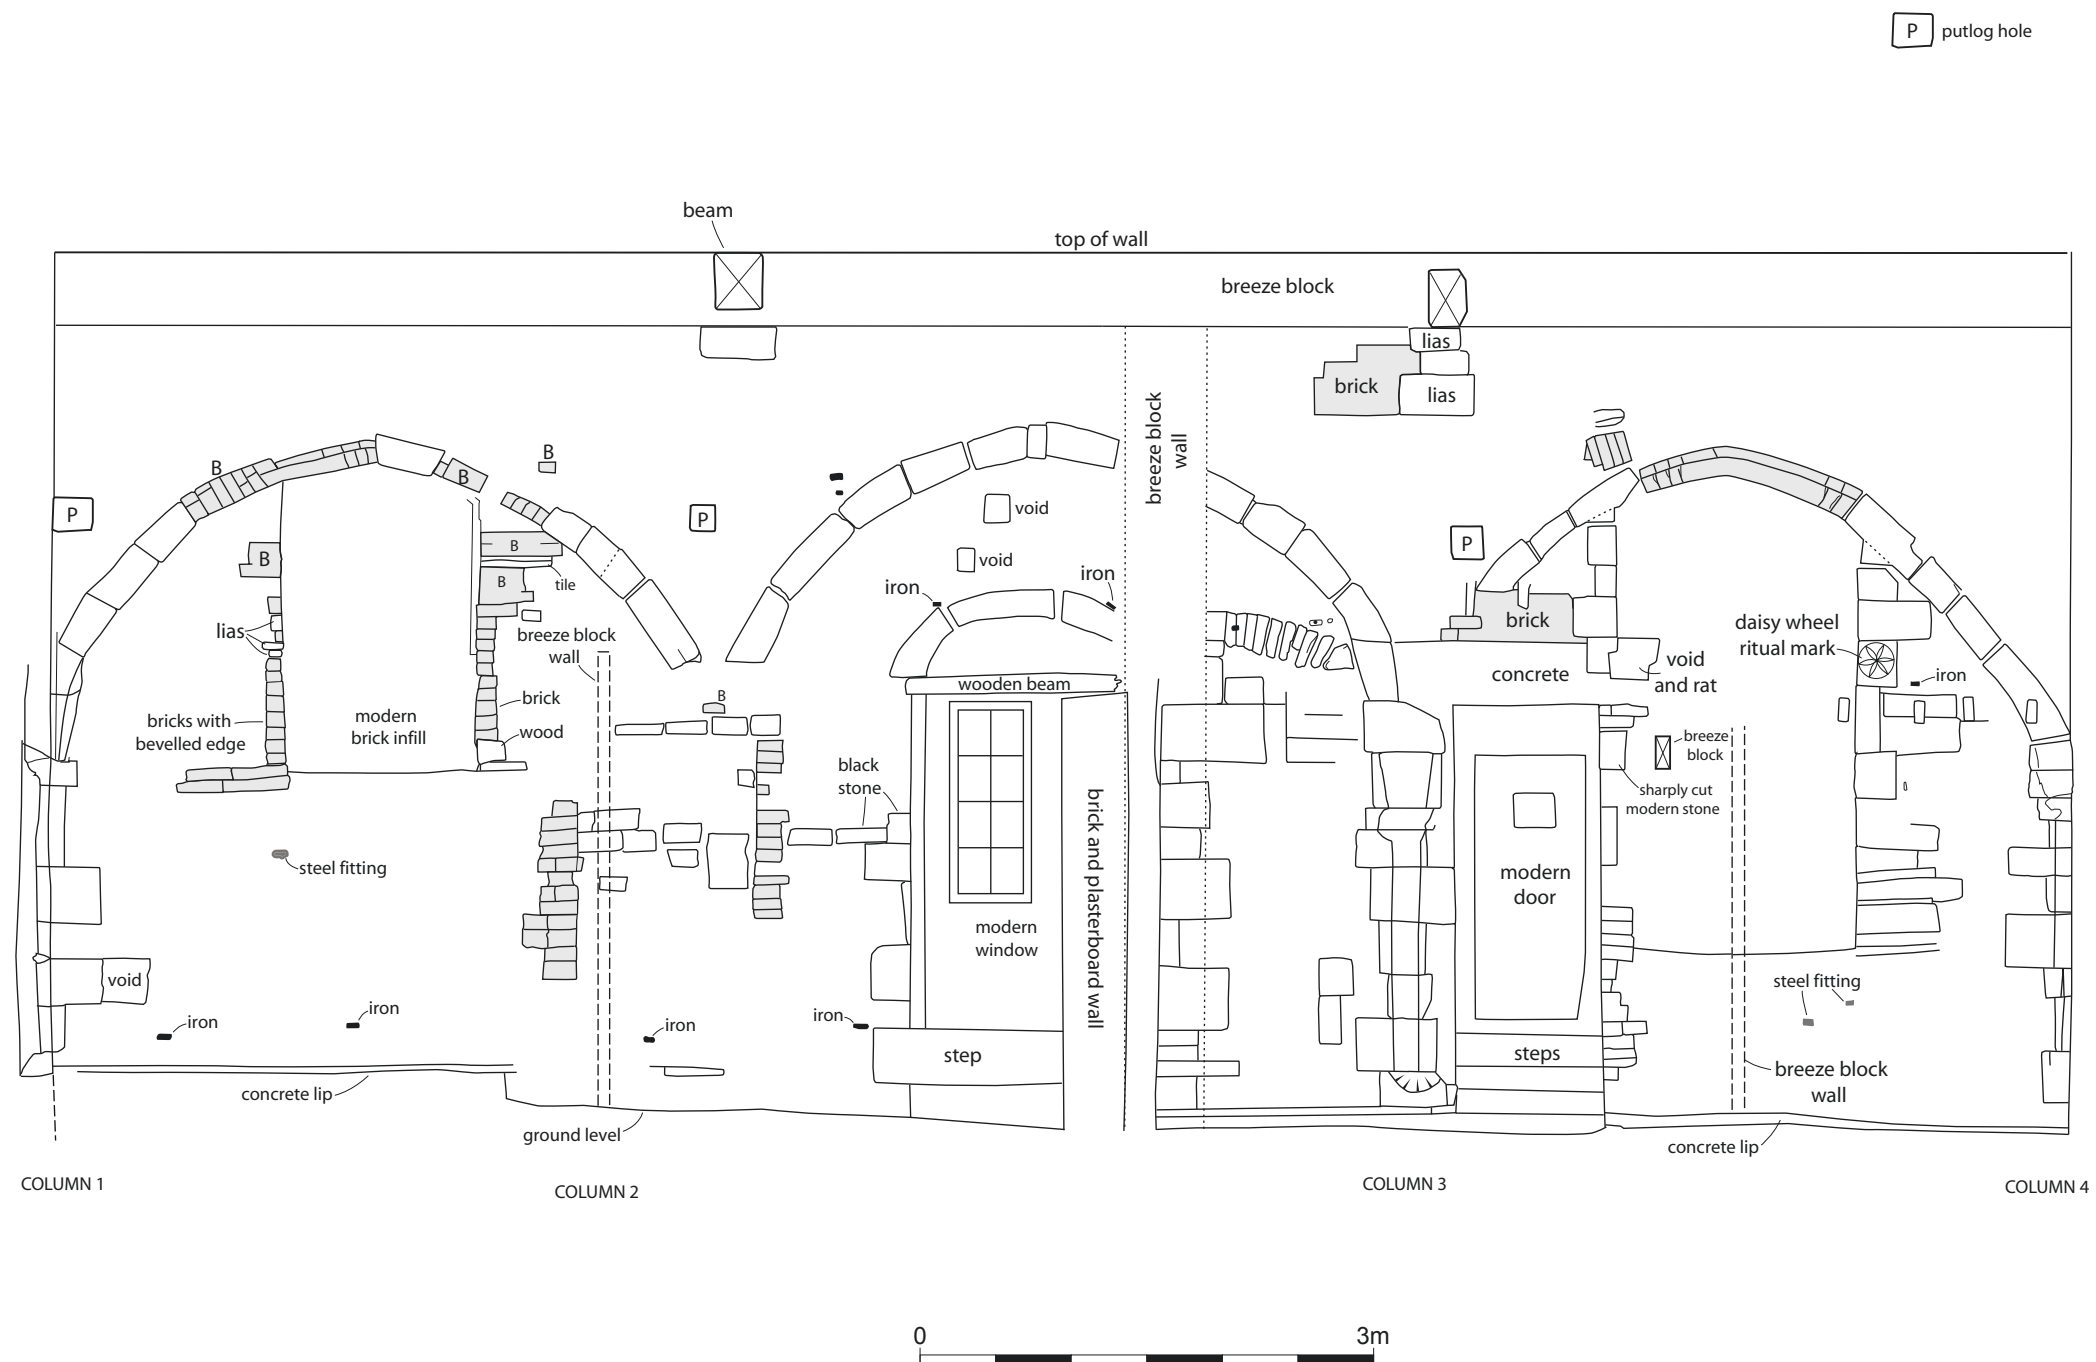 P putlog hole
beam
top of wall
breeze block
lias
brick
lias
breeze block
wall
B
B
B
P
P
P
void
void
B
B
B
tile
iron
iron
lias
breeze block
wall
brick
daisy wheel
ritual mark
void
and rat
concrete
iron
wooden beam
B
brick
wood
bricks with
bevelled edge
modern
brick infill
breeze
block
black
stone
sharply cut
modern stone
brick and plasterboard wall
steel fitting
modern
door
modern
window
void
steel fitting
iron
iron
iron
iron
step
steps
breeze block
wall
concrete lip
ground level
concrete lip
COLUMN 1
COLUMN 2
COLUMN 3
COLUMN 4
0 3m